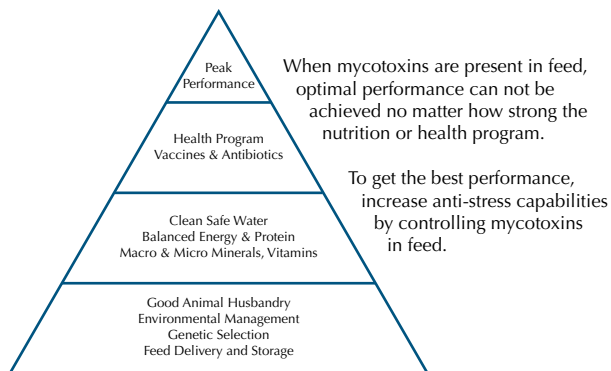 Peak
Performance
Health Program
Vaccines & Antibiotics
Clean Safe Water
Balanced Energy & Protein
Macro & Micro Minerals, Vitamins
Good Animal Husbandry
Environmental Management
Genetic Selection
Feed Delivery and Storage
When mycotoxins are present in feed,
optimal performance can not be
achieved no matter how strong the
nutrition or health program.
To get the best performance,
increase anti-stress capabilities
by controlling mycotoxins
in feed.